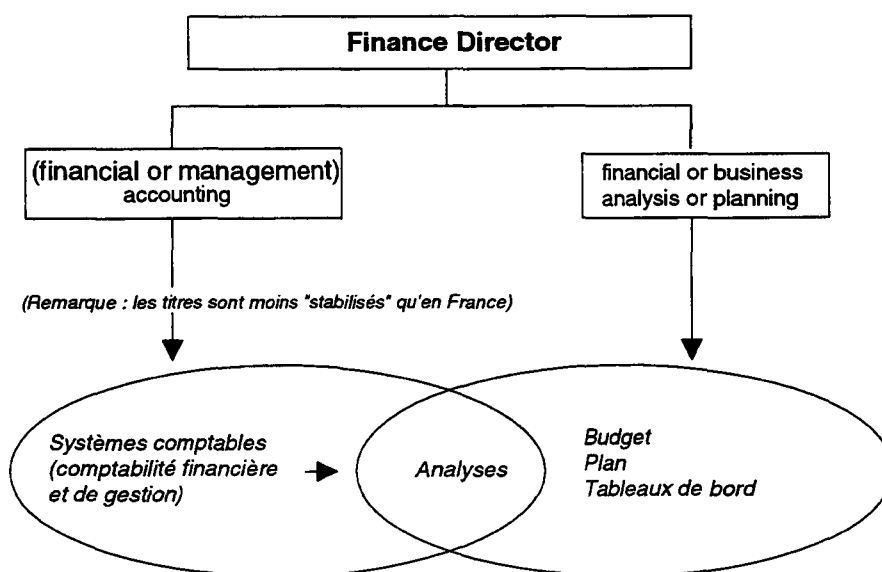 Finance Director
(financial or management)
accounting
financial or business
analysis or planning
(Remarque : les titres sont moins "stabilisés" qu'en France)
Systèmes comptables
(comptabilité financière
et de gestion)
Analyses
Budget
Plan
Tableaux de bord